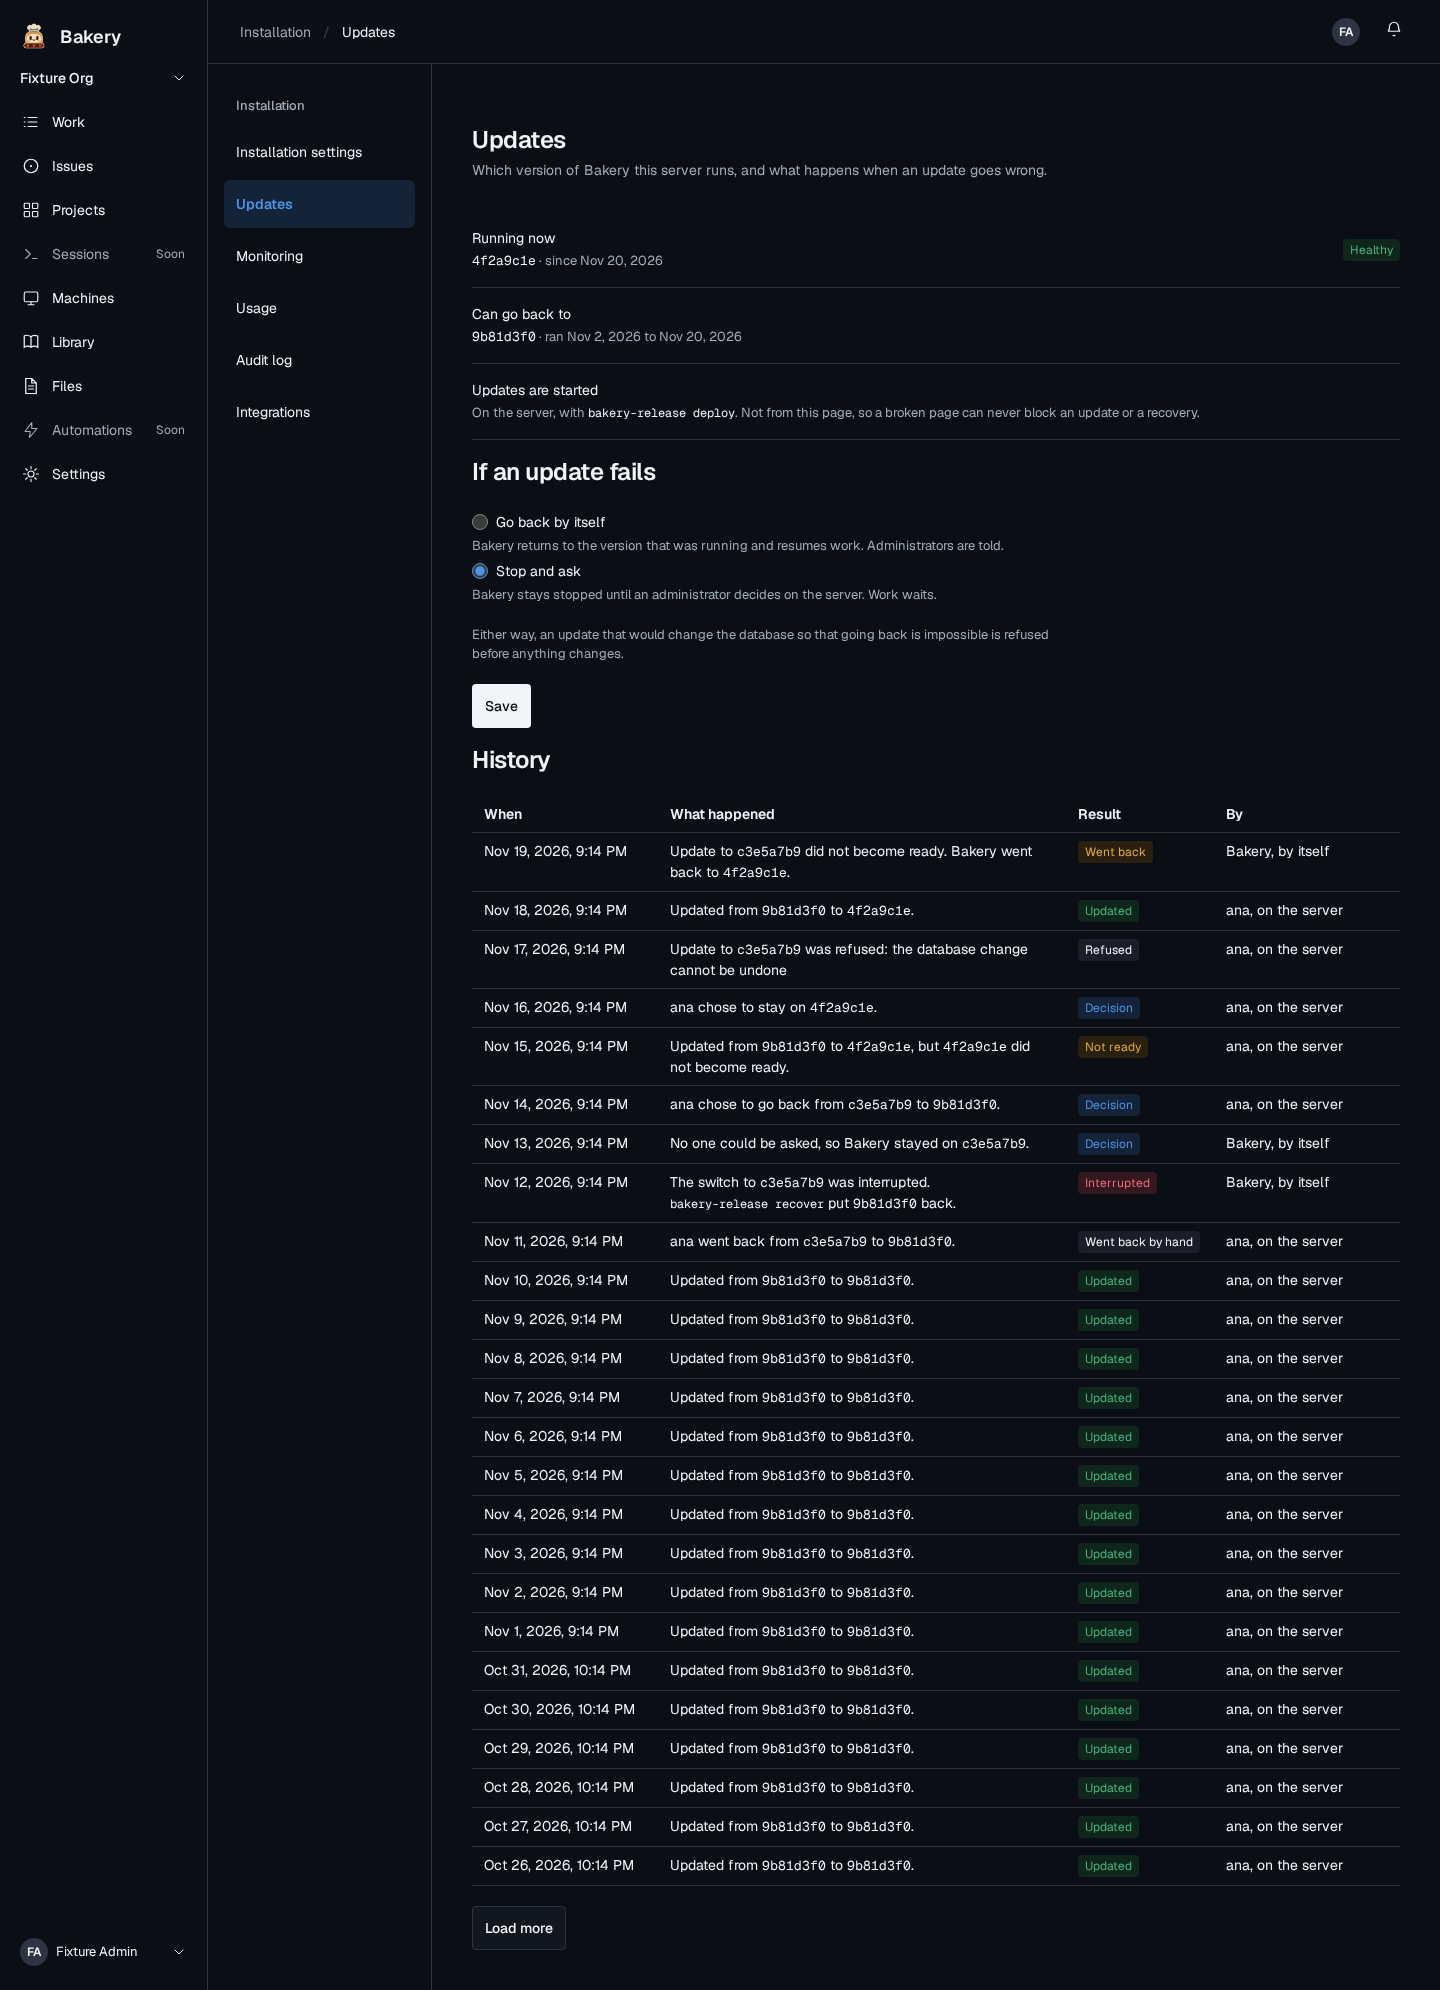 Bakery
Fixture Org
Work
Issues
Projects
Sessions Soon
Machines
Library
Files
Automations Soon
Settings
FA Fixture Admin
Installation / Updates
FA
Installation
Installation settings
Updates
Monitoring
Usage
Audit log
Integrations
Updates
Which version of Bakery this server runs, and what happens when an update goes wrong.
Running now
4f2a9c1e · since Nov 20, 2026
Healthy
Can go back to
9b81d3f0 · ran Nov 2, 2026 to Nov 20, 2026
Updates are started
On the server, with bakery-release deploy. Not from this page, so a broken page can never block an update or a recovery.
If an update fails
Go back by itself
Bakery returns to the version that was running and resumes work. Administrators are told.
Stop and ask
Bakery stays stopped until an administrator decides on the server. Work waits.
Either way, an update that would change the database so that going back is impossible is refused
before anything changes.
Save
History
When What happened Result By
Nov 19, 2026, 9:14 PM Update to c3e5a7b9 did not become ready. Bakery went Went back Bakery, by itself
back to 4f2a9c1e.
Nov 18, 2026, 9:14 PM Updated from 9b81d3f0 to 4f2a9c1e. Updated ana, on the server
Nov 17, 2026, 9:14 PM Update to c3e5a7b9 was refused: the database change Refused ana, on the server
cannot be undone
Nov 16, 2026, 9:14 PM ana chose to stay on 4f2a9c1e. Decision ana, on the server
Nov 15, 2026, 9:14 PM Updated from 9b81d3f0 to 4f2a9c1e, but 4f2a9c1e did Not ready ana, on the server
not become ready.
Nov 14, 2026, 9:14 PM ana chose to go back from c3e5a7b9 to 9b81d3f0. Decision ana, on the server
Nov 13, 2026, 9:14 PM No one could be asked, so Bakery stayed on c3e5a7b9. Decision Bakery, by itself
Nov 12, 2026, 9:14 PM The switch to c3e5a7b9 was interrupted. Interrupted Bakery, by itself
bakery-release recover put 9b81d3f0 back.
Nov 11, 2026, 9:14 PM ana went back from c3e5a7b9 to 9b81d3f0. Went back by hand ana, on the server
Nov 10, 2026, 9:14 PM Updated from 9b81d3f0 to 9b81d3f0. Updated ana, on the server
Nov 9, 2026, 9:14 PM Updated from 9b81d3f0 to 9b81d3f0. Updated ana, on the server
Nov 8, 2026, 9:14 PM Updated from 9b81d3f0 to 9b81d3f0. Updated ana, on the server
Nov 7, 2026, 9:14 PM Updated from 9b81d3f0 to 9b81d3f0. Updated ana, on the server
Nov 6, 2026, 9:14 PM Updated from 9b81d3f0 to 9b81d3f0. Updated ana, on the server
Nov 5, 2026, 9:14 PM Updated from 9b81d3f0 to 9b81d3f0. Updated ana, on the server
Nov 4, 2026, 9:14 PM Updated from 9b81d3f0 to 9b81d3f0. Updated ana, on the server
Nov 3, 2026, 9:14 PM Updated from 9b81d3f0 to 9b81d3f0. Updated ana, on the server
Nov 2, 2026, 9:14 PM Updated from 9b81d3f0 to 9b81d3f0. Updated ana, on the server
Nov 1, 2026, 9:14 PM Updated from 9b81d3f0 to 9b81d3f0. Updated ana, on the server
Oct 31, 2026, 10:14 PM Updated from 9b81d3f0 to 9b81d3f0. Updated ana, on the server
Oct 30, 2026, 10:14 PM Updated from 9b81d3f0 to 9b81d3f0. Updated ana, on the server
Oct 29, 2026, 10:14 PM Updated from 9b81d3f0 to 9b81d3f0. Updated ana, on the server
Oct 28, 2026, 10:14 PM Updated from 9b81d3f0 to 9b81d3f0. Updated ana, on the server
Oct 27, 2026, 10:14 PM Updated from 9b81d3f0 to 9b81d3f0. Updated ana, on the server
Oct 26, 2026, 10:14 PM Updated from 9b81d3f0 to 9b81d3f0. Updated ana, on the server
Load more